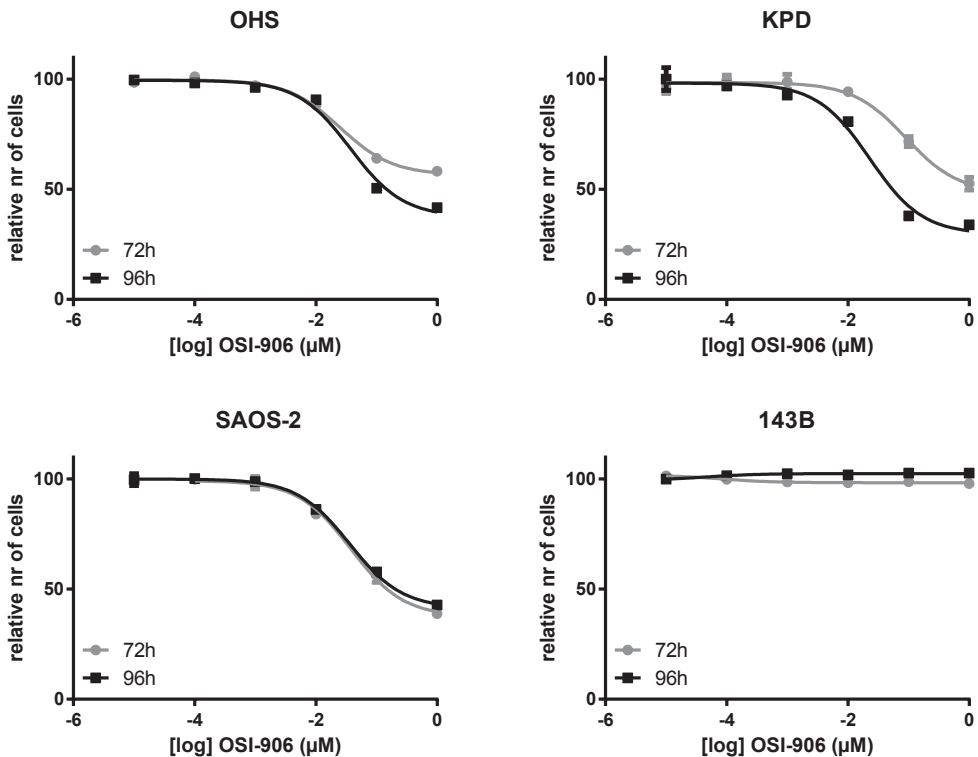 OHS
100
50
0
relative nr of cells
72h
96h
-6
-4
-2
0
[log] OSI-906 (µM)
KPD
100
50
0
relative nr of cells
72h
96h
-6
-4
-2
0
[log] OSI-906 (µM)
SAOS-2
100
50
0
relative nr of cells
72h
96h
-6
-4
-2
0
[log] OSI-906 (µM)
143B
100
50
0
relative nr of cells
72h
96h
-6
-4
-2
0
[log] OSI-906 (µM)